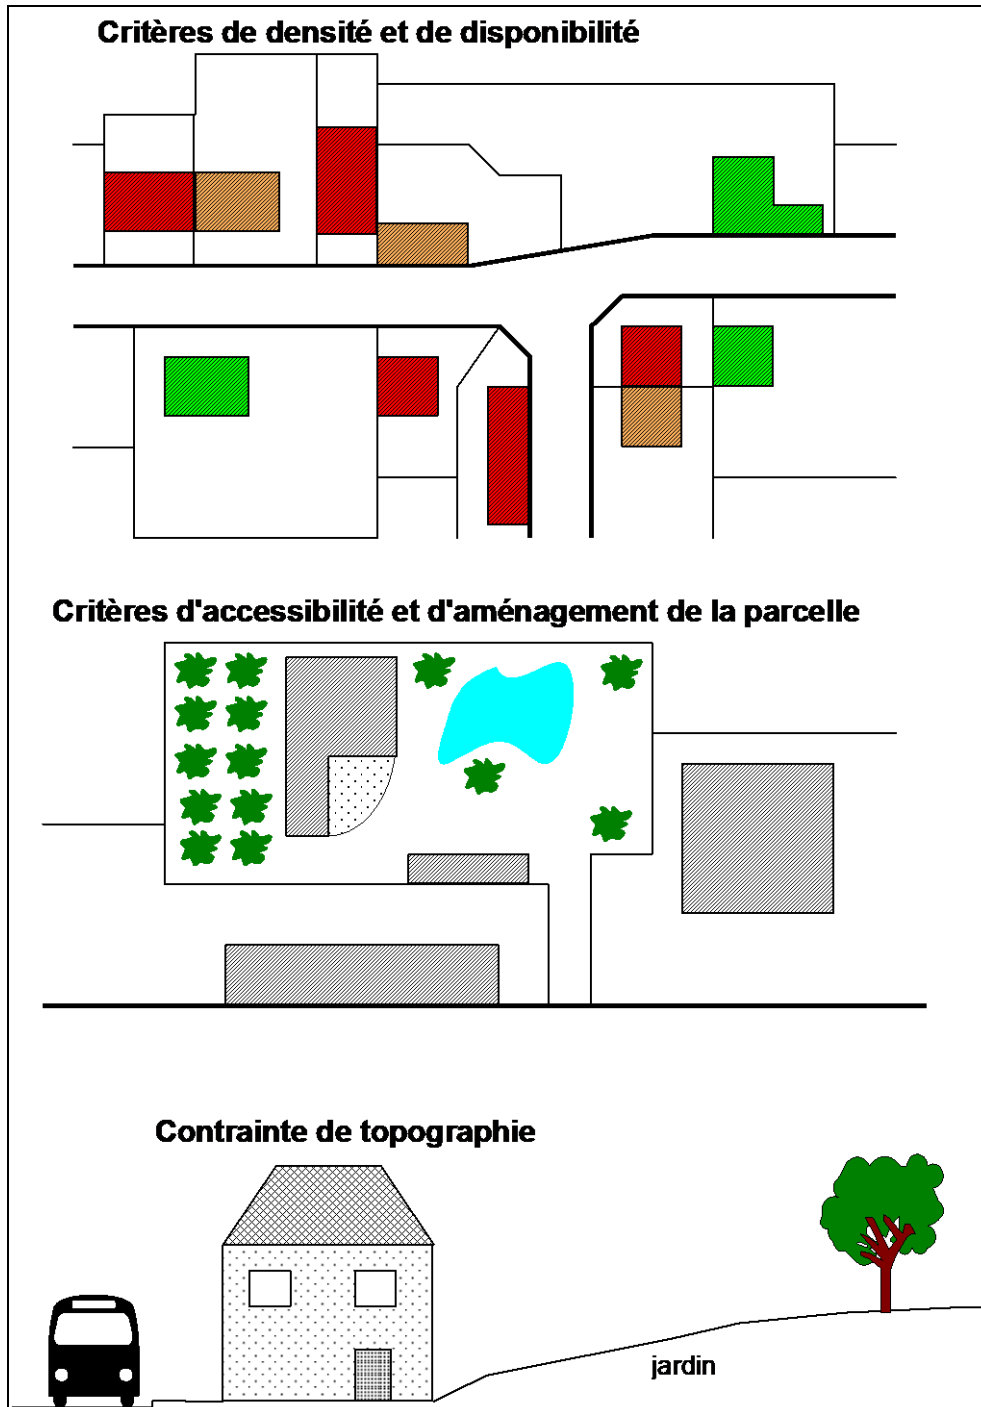 Critères de densité et de disponibilité
Critères d'accessibilité et d'aménagement de la parcelle
Contrainte de topographie
jardin